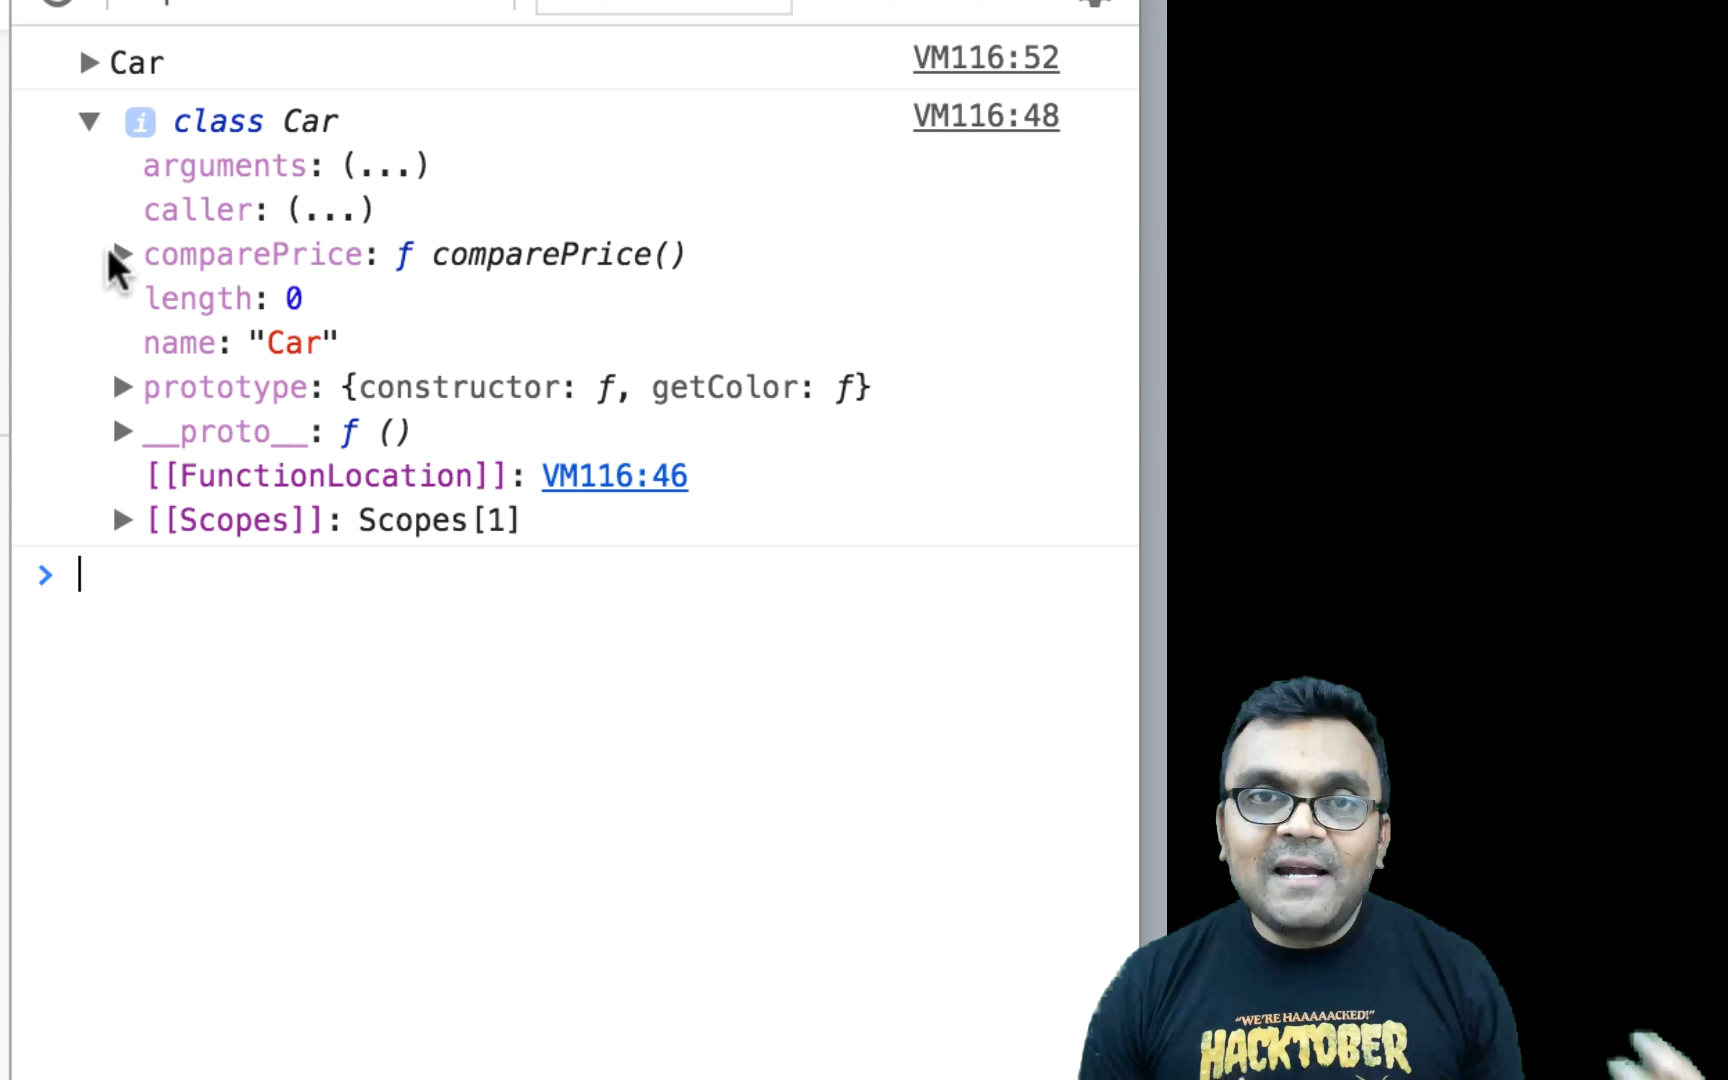 Car VM116:52
class Car VM116:48
arguments: (...)
caller: (...)
comparePrice: ƒ comparePrice()
length: 0
name: "Car"
prototype: {constructor: ƒ, getColor: ƒ}
__proto__: ƒ ()
[[FunctionLocation]]: VM116:46
[[Scopes]]: Scopes[1]
"WE'RE HAAAAACKED!"
HACKTOBER